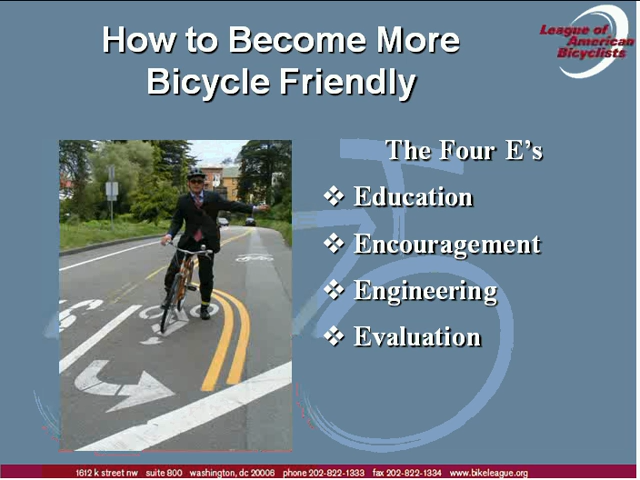 How to Become More
Bicycle Friendly
League of
American
Bicyclists
The Four E's
❖ Education
❖ Encouragement
❖ Engineering
❖ Evaluation
1612 k street nw suite 800 washington, dc 20006 phone 202-822-1333 fax 202-822-1334 www.bikeleague.org